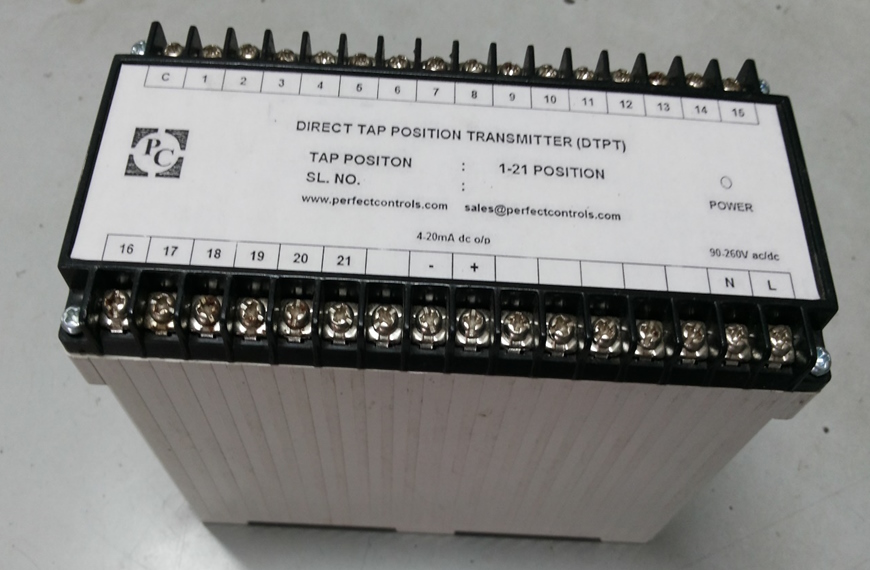 C 1 2 3 4 5 6 7 8 9 10 11 12 13 14 15
PC
DIRECT TAP POSITION TRANSMITTER (DTPT)
TAP POSITON : 1-21 POSITION
SL. NO. :
POWER
www.perfectcontrols.com sales@perfectcontrols.com
4-20mA dc o/p
90-260V ac/dc
16 17 18 19 20 21 - + N L